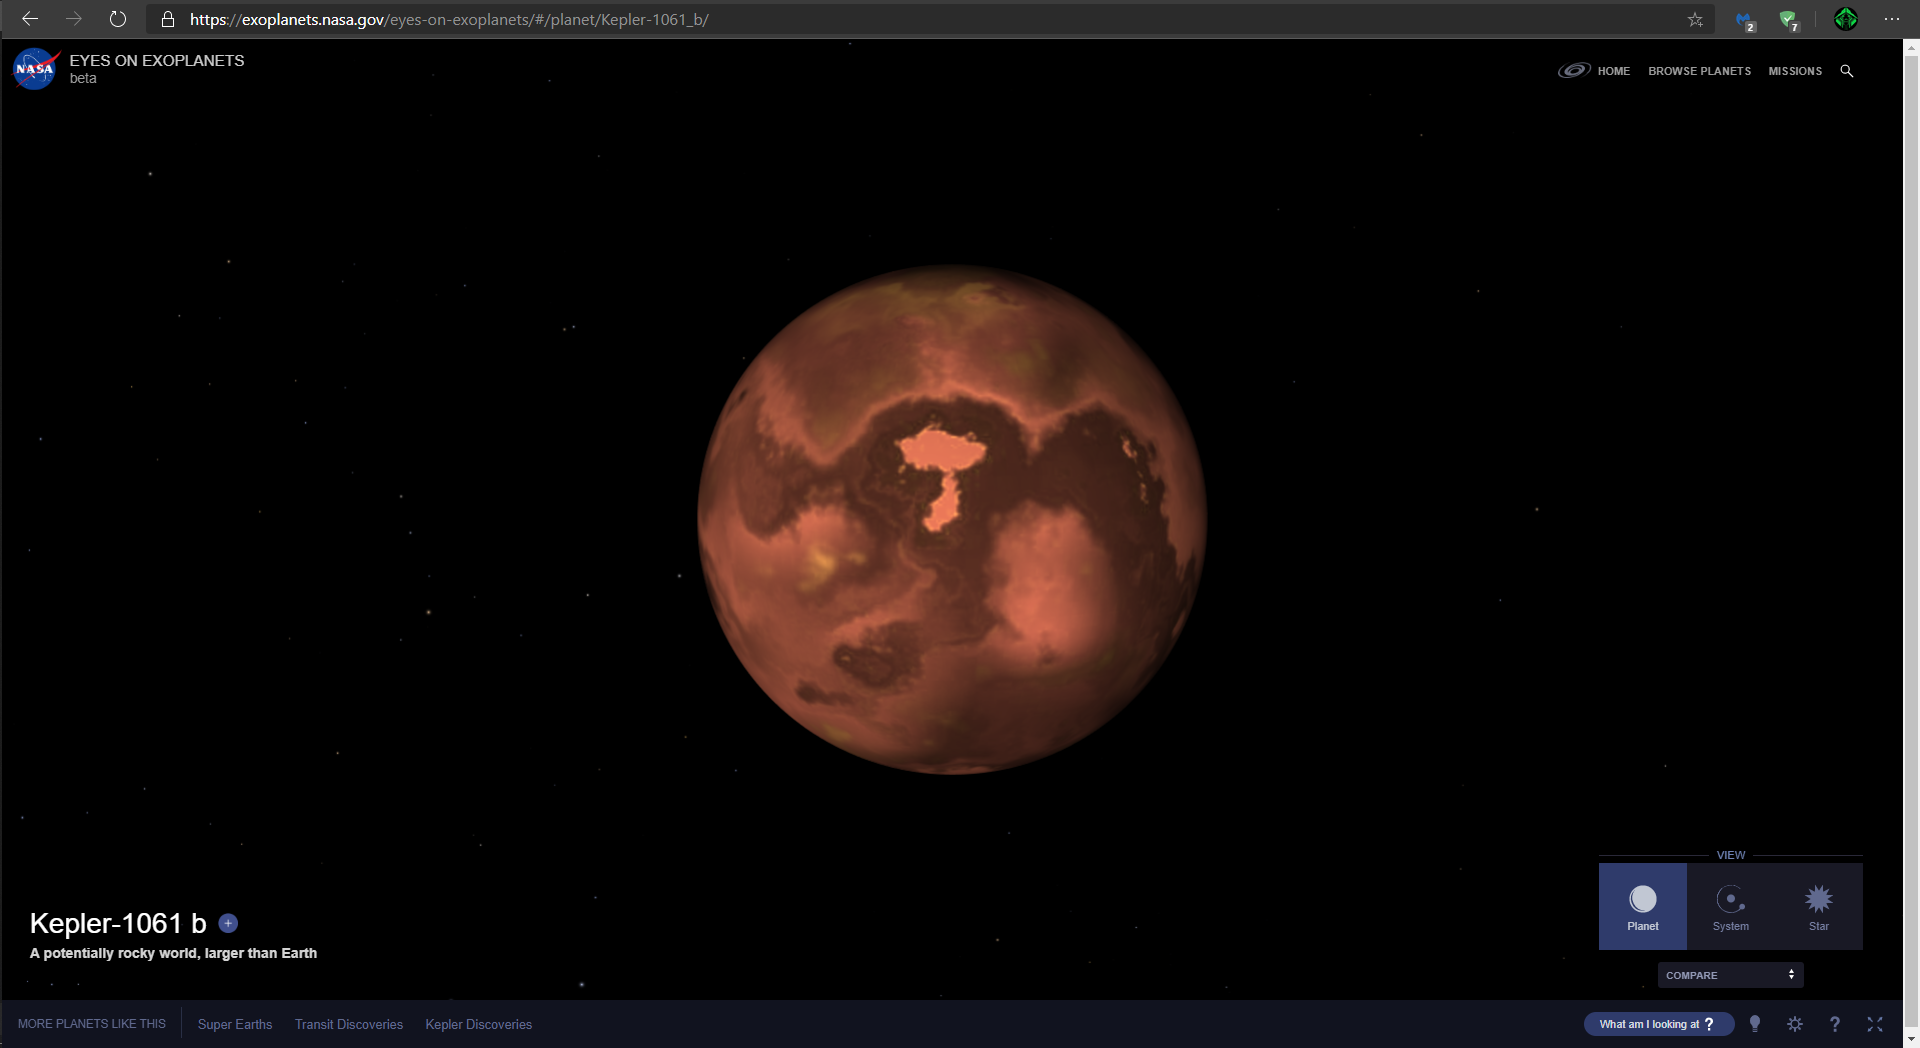 https://exoplanets.nasa.gov/eyes-on-exoplanets/#/planet/Kepler-1061_b/
2
7
NASA
EYES ON EXOPLANETS
beta
HOME
BROWSE PLANETS
MISSIONS
Kepler-1061 b +
A potentially rocky world, larger than Earth
VIEW
Planet
System
Star
COMPARE
MORE PLANETS LIKE THIS
Super Earths
Transit Discoveries
Kepler Discoveries
What am I looking at ?
?